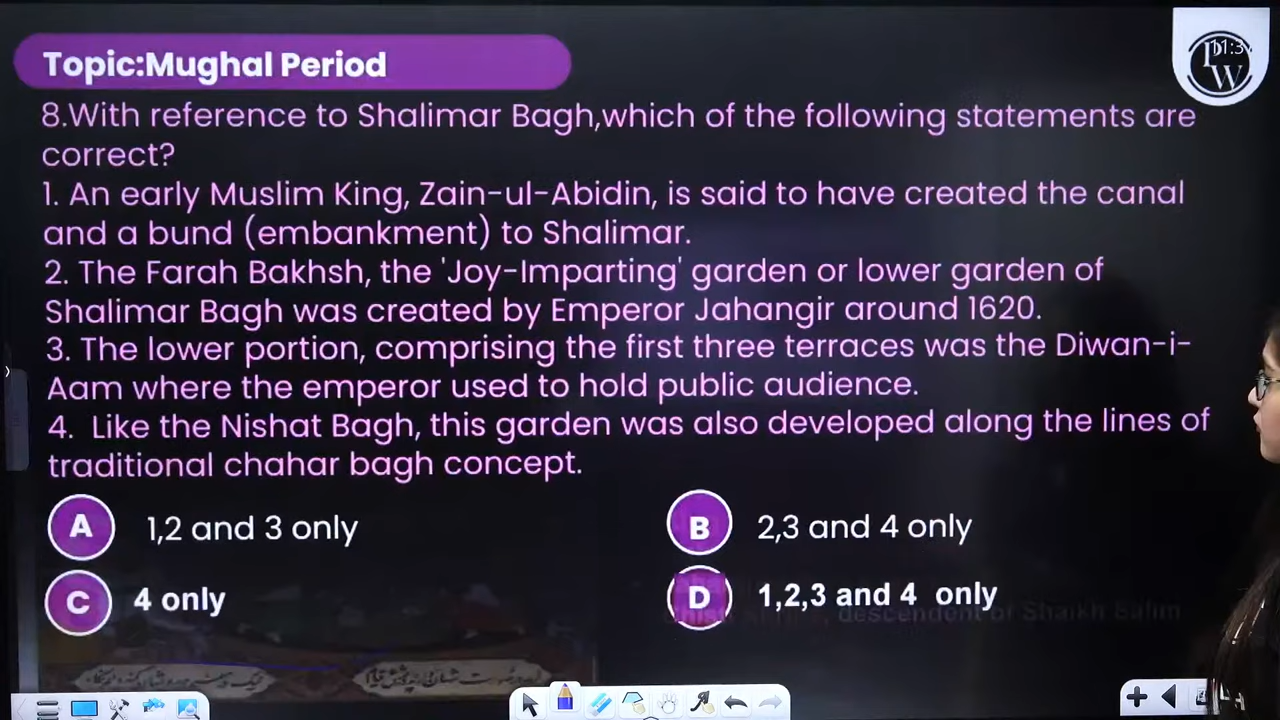 Topic:Mughal Period
11:3
PW
8.With reference to Shalimar Bagh,which of the following statements are
correct?
1. An early Muslim King, Zain-ul-Abidin, is said to have created the canal
and a bund (embankment) to Shalimar.
2. The Farah Bakhsh, the 'Joy-Imparting' garden or lower garden of
Shalimar Bagh was created by Emperor Jahangir around 1620.
3. The lower portion, comprising the first three terraces was the Diwan-i-
Aam where the emperor used to hold public audience.
4. Like the Nishat Bagh, this garden was also developed along the lines of
traditional chahar bagh concept.
A 1,2 and 3 only
B 2,3 and 4 only
C 4 only
D 1,2,3 and 4 only
descendent of Shaikh Salim